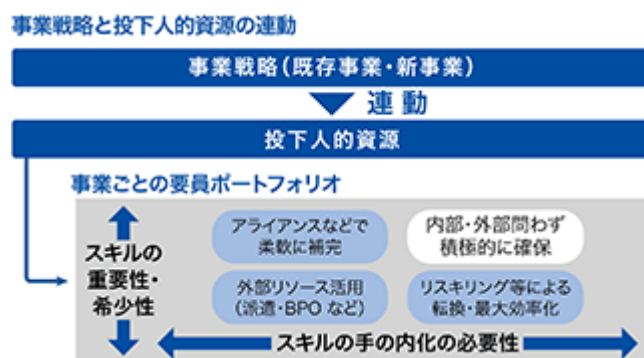 事業戦略と投下人的資源の連動
事業戦略(既存事業・新事業)
連動
投下人的資源
事業ごとの要員ポートフォリオ
スキルの
重要性・
希少性
アライアンスなどで
柔軟に補完
内部・外部問わず
積極的に確保
外部リソース活用
(派遣・BPO など)
リスキリング等による
転換・最大効率化
スキルの手の内化の必要性